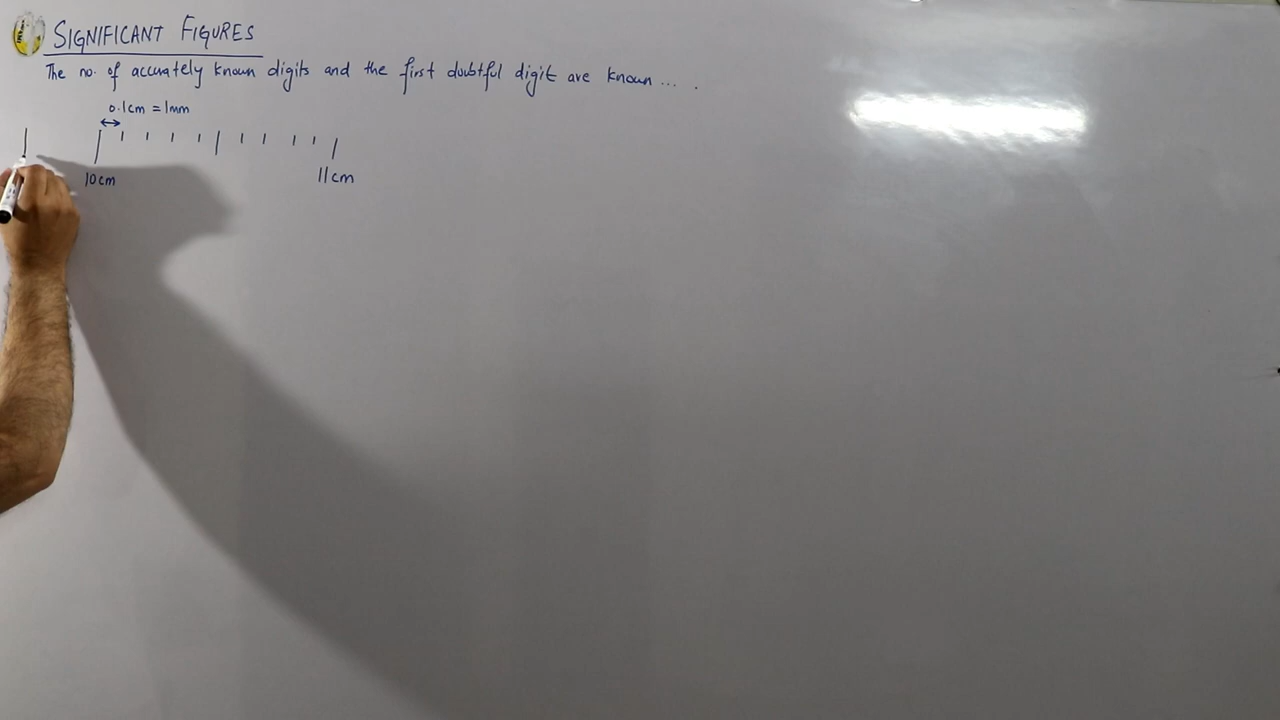 SIGNIFICANT FIGURES
The no. of accurately known digits and the first doubtful digit are known ... .
0.1cm = 1mm
10cm 11cm